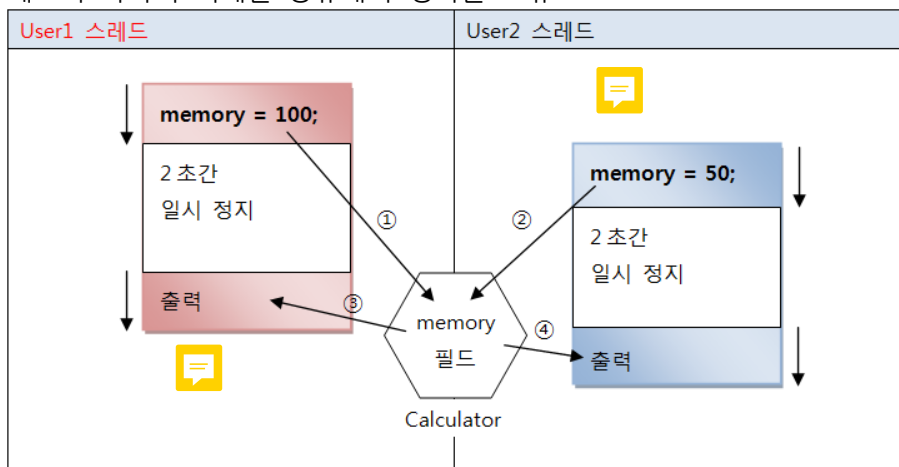 User1 스레드
User2 스레드
memory = 100;
2초간
일시 정지
출력
memory = 50;
2초간
일시 정지
출력
①
②
③
④
memory
필드
Calculator